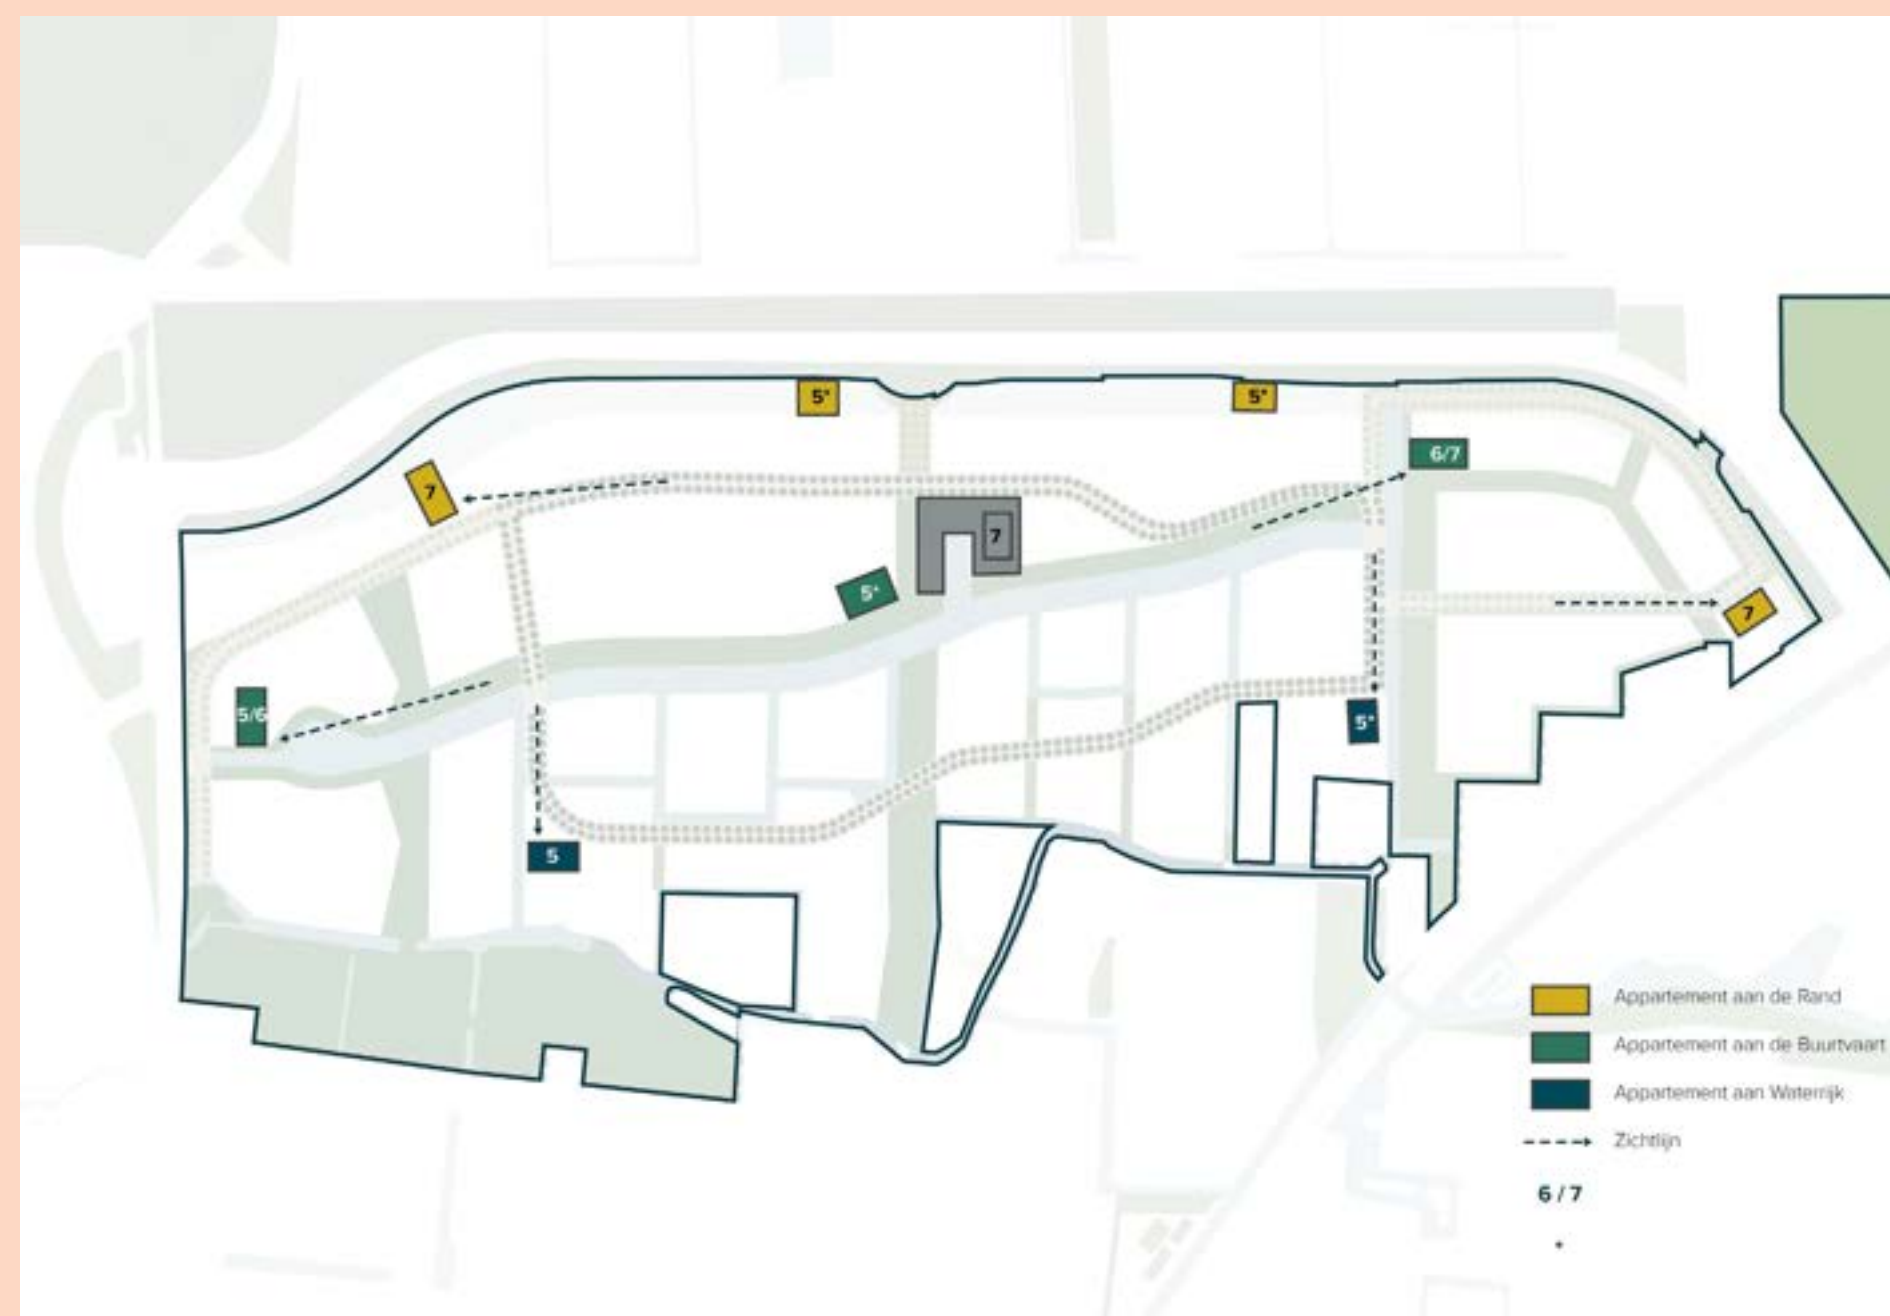 5*
5*
6/7
7
7
5*
7
5/6
5*
5
Appartement aan de Rand
Appartement aan de Buurtvaart
Appartement aan Waterrijk
Zichtlijn
6 / 7
*